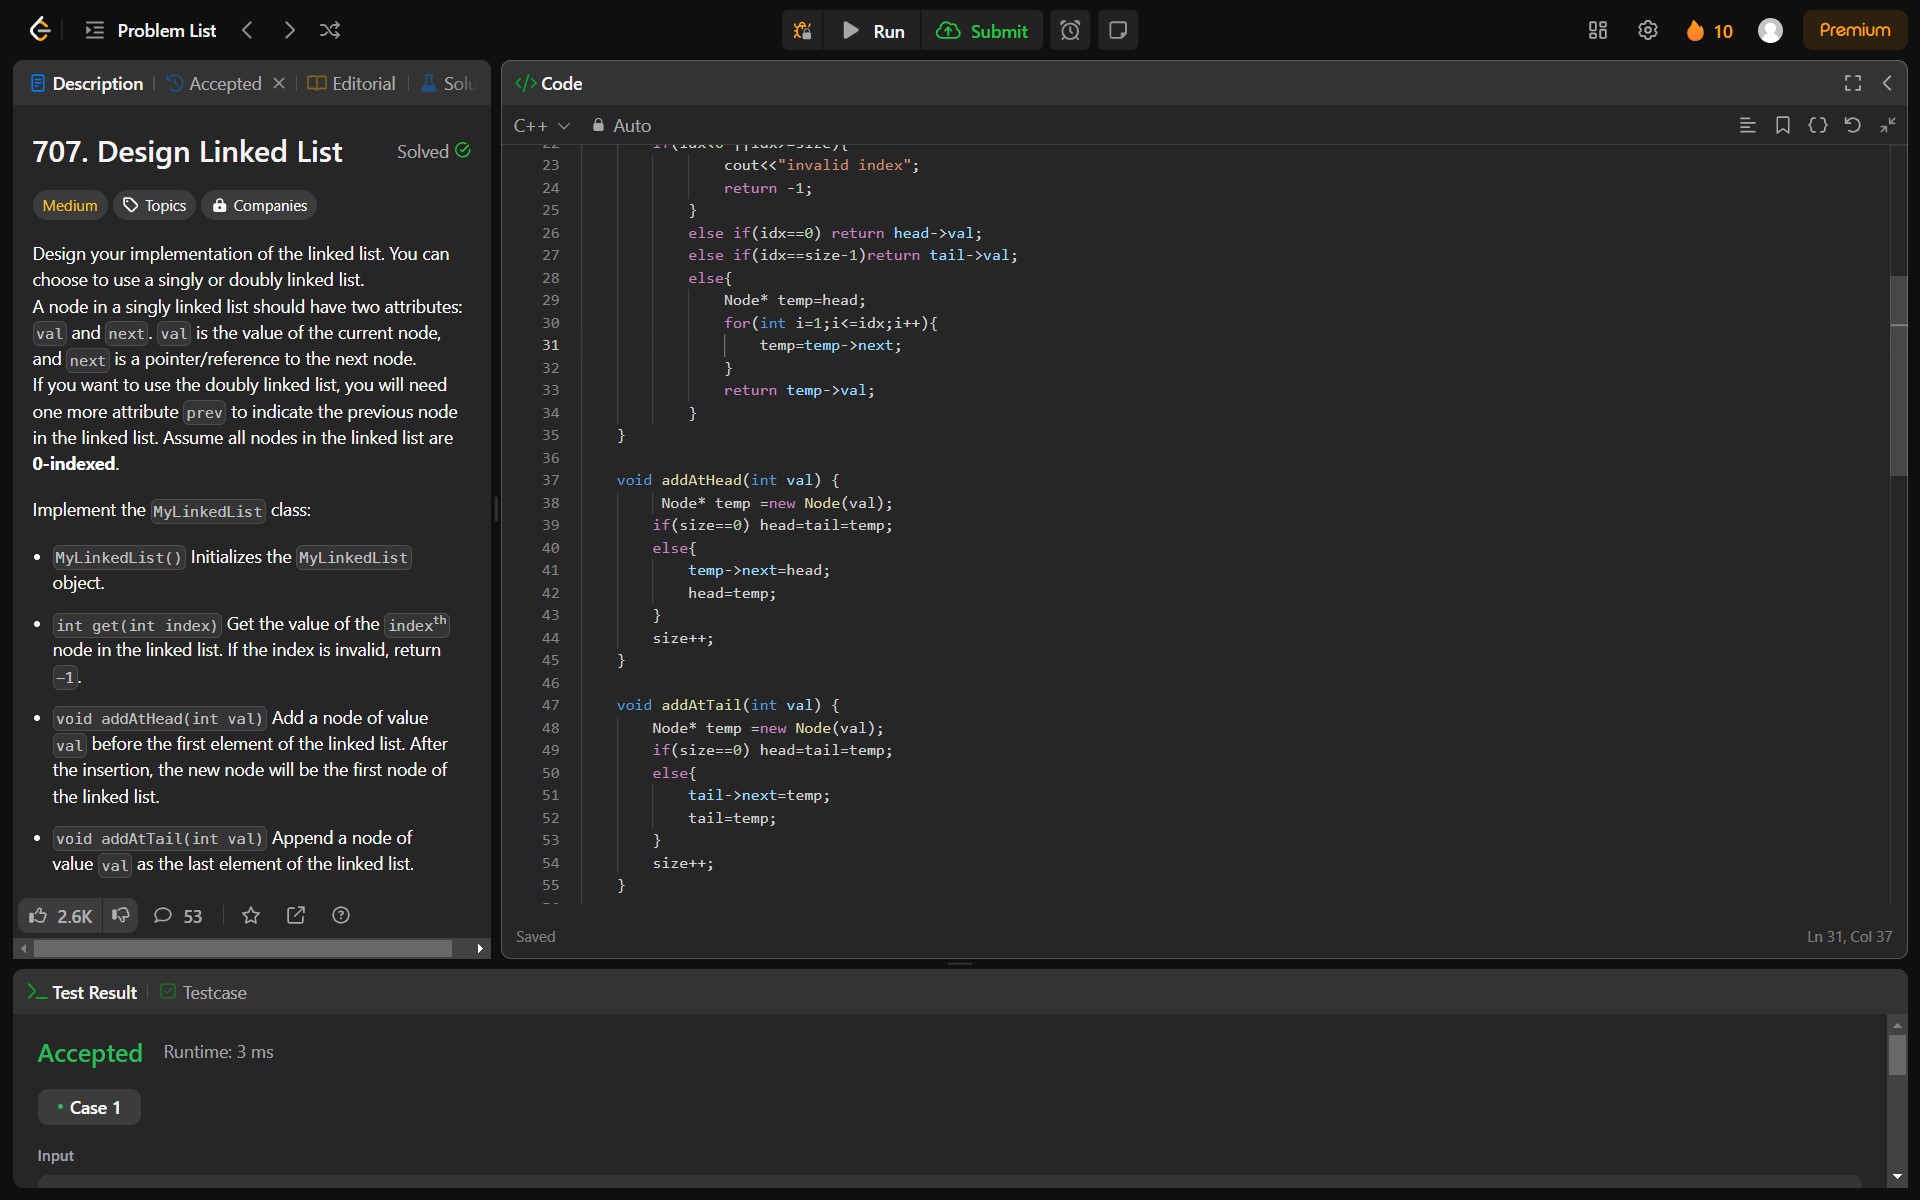 Problem List
Run
Submit
10
Premium
Description
Accepted
Editorial
Solu
707. Design Linked List
Solved
Medium
Topics
Companies
Design your implementation of the linked list. You can
choose to use a singly or doubly linked list.
A node in a singly linked list should have two attributes:
val and next. val is the value of the current node,
and next is a pointer/reference to the next node.
If you want to use the doubly linked list, you will need
one more attribute prev to indicate the previous node
in the linked list. Assume all nodes in the linked list are
0-indexed.
Implement the MyLinkedList class:
• MyLinkedList() Initializes the MyLinkedList
object.
• int get(int index) Get the value of the indexth
node in the linked list. If the index is invalid, return
-1.
• void addAtHead(int val) Add a node of value
val before the first element of the linked list. After
the insertion, the new node will be the first node of
the linked list.
• void addAtTail(int val) Append a node of
value val as the last element of the linked list.
2.6K
53
</> Code
C++
Auto
23 cout<<"invalid index";
24 return -1;
25 }
26 else if(idx==0) return head->val;
27 else if(idx==size-1)return tail->val;
28 else{
29 Node* temp=head;
30 for(int i=1;i<=idx;i++){
31 temp=temp->next;
32 }
33 return temp->val;
34 }
35 }
36
37 void addAtHead(int val) {
38 Node* temp =new Node(val);
39 if(size==0) head=tail=temp;
40 else{
41 temp->next=head;
42 head=temp;
43 }
44 size++;
45 }
46
47 void addAtTail(int val) {
48 Node* temp =new Node(val);
49 if(size==0) head=tail=temp;
50 else{
51 tail->next=temp;
52 tail=temp;
53 }
54 size++;
55 }
Saved
Ln 31, Col 37
Test Result
Testcase
Accepted
Runtime: 3 ms
• Case 1
Input